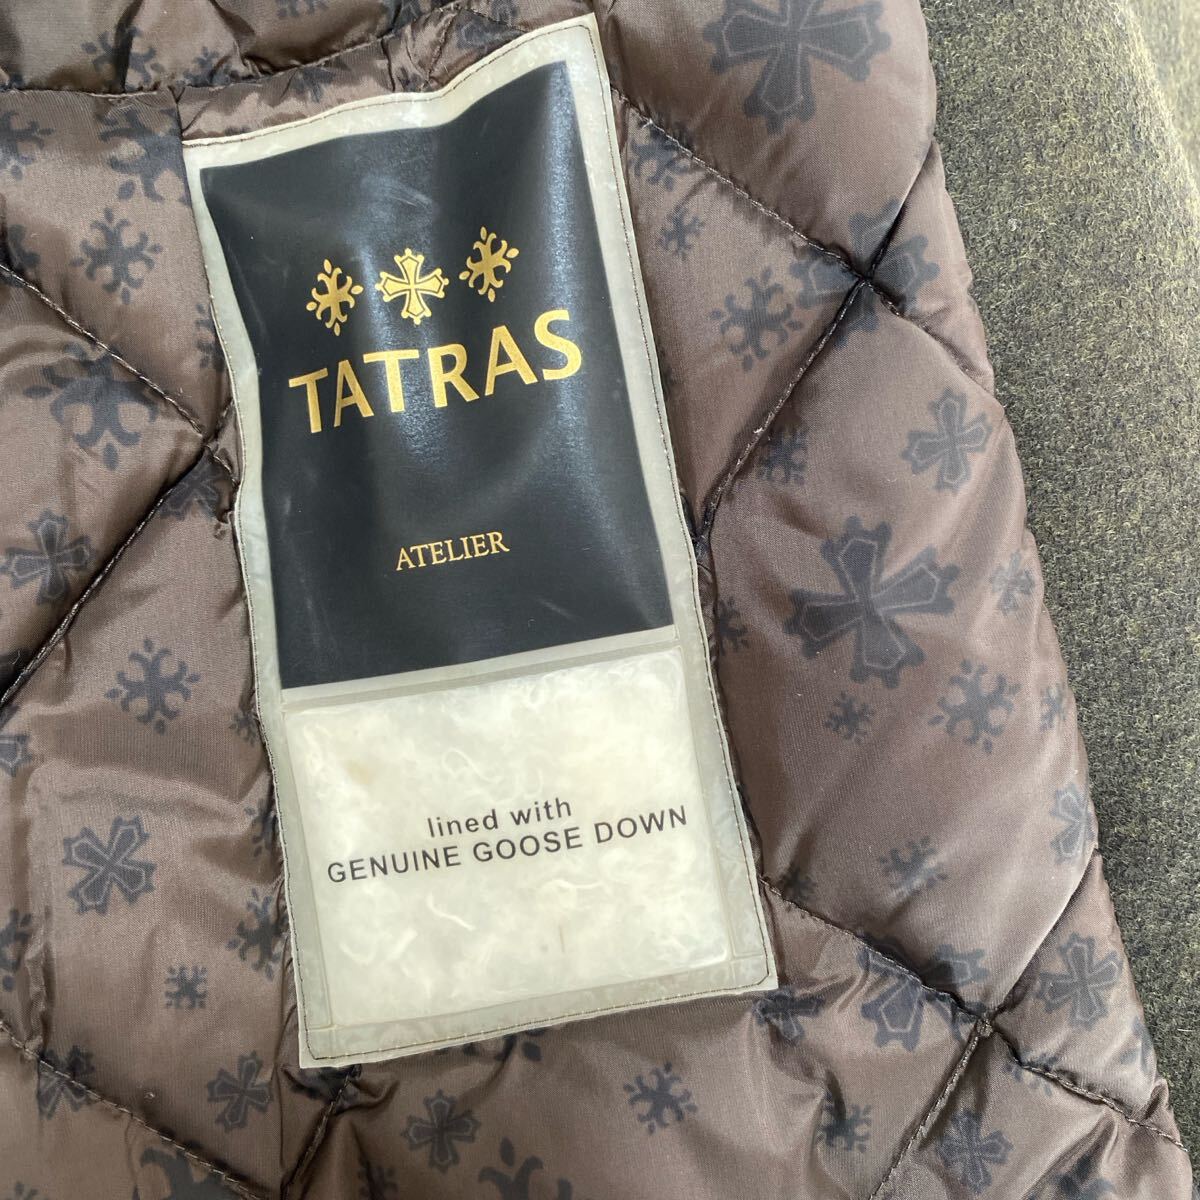 TATRAS
ATELIER
lined with
GENUINE GOOSE DOWN